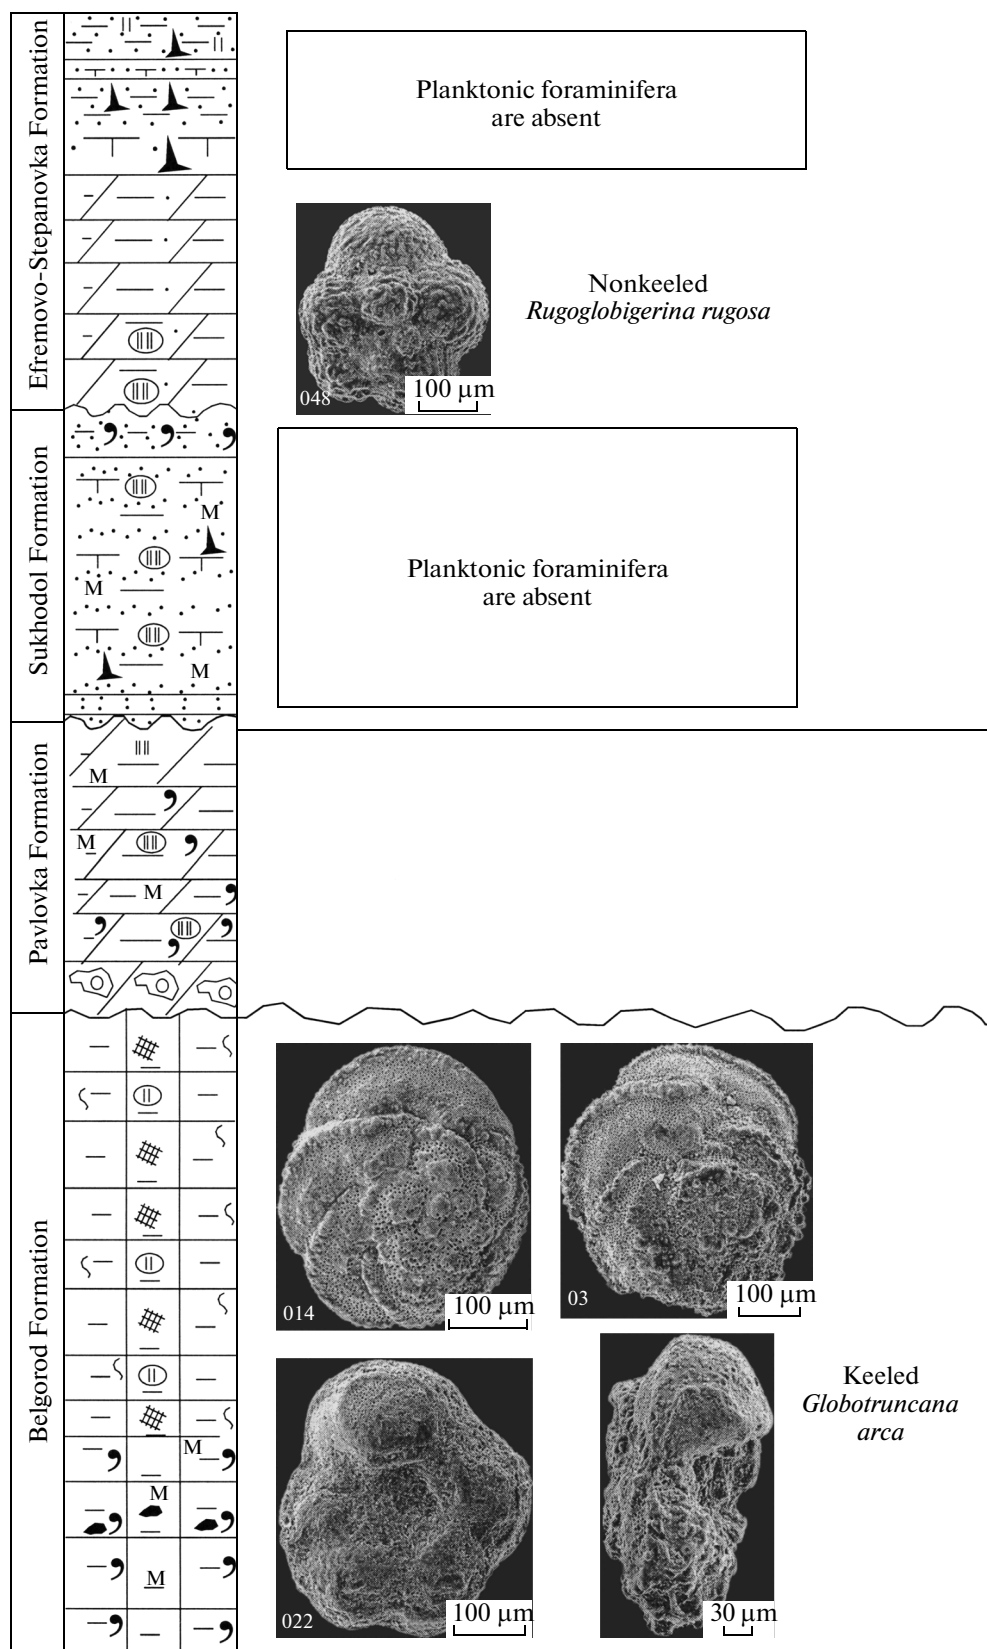 Efremovo-Stepanovka Formation
Planktonic foraminifera
are absent
048
100 µm
Nonkeeled
Rugoglobigerina rugosa
Sukhodol Formation
M
M
M
Planktonic foraminifera
are absent
Pavlovka Formation
M
M
M
Belgorod Formation
M
M
M
014
100 µm
03
100 µm
022
100 µm
30 µm
Keeled
Globotruncana
arca